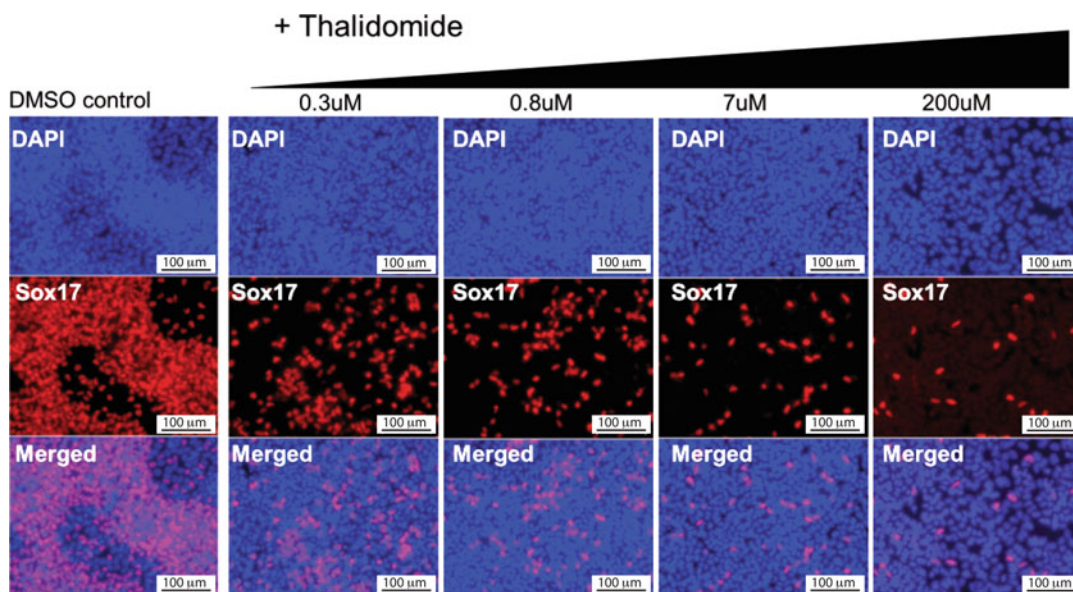 + Thalidomide
DMSO control 0.3uM 0.8uM 7uM 200uM
DAPI DAPI DAPI DAPI DAPI
100 µm 100 µm 100 µm 100 µm 100 µm
Sox17 Sox17 Sox17 Sox17 Sox17
100 µm 100 µm 100 µm 100 µm 100 µm
Merged Merged Merged Merged Merged
100 µm 100 µm 100 µm 100 µm 100 µm